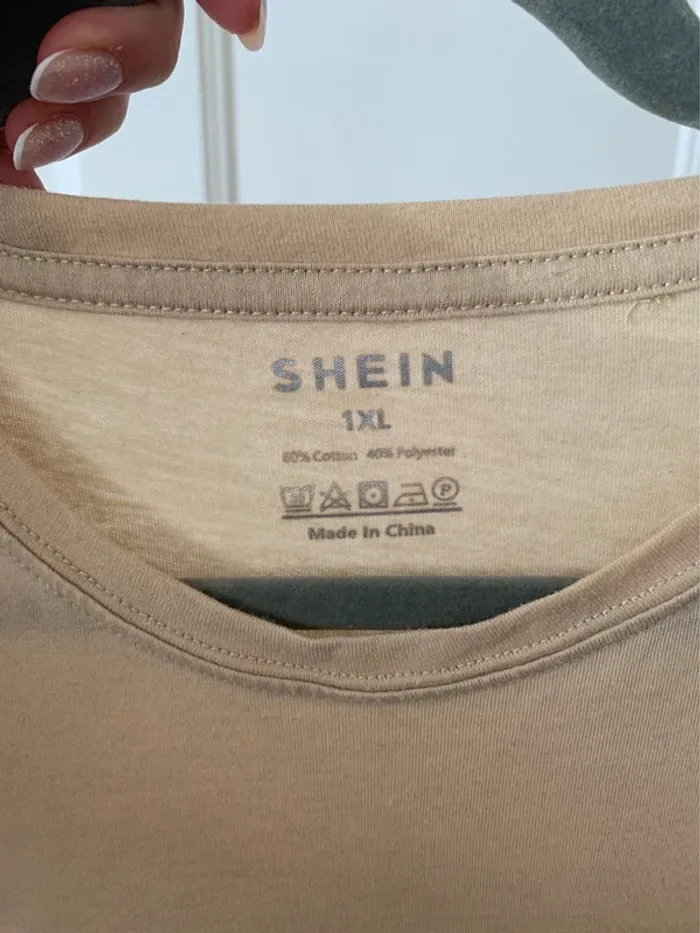 SHEIN
1XL
60% Cotton 40% Polyester
P
Made In China